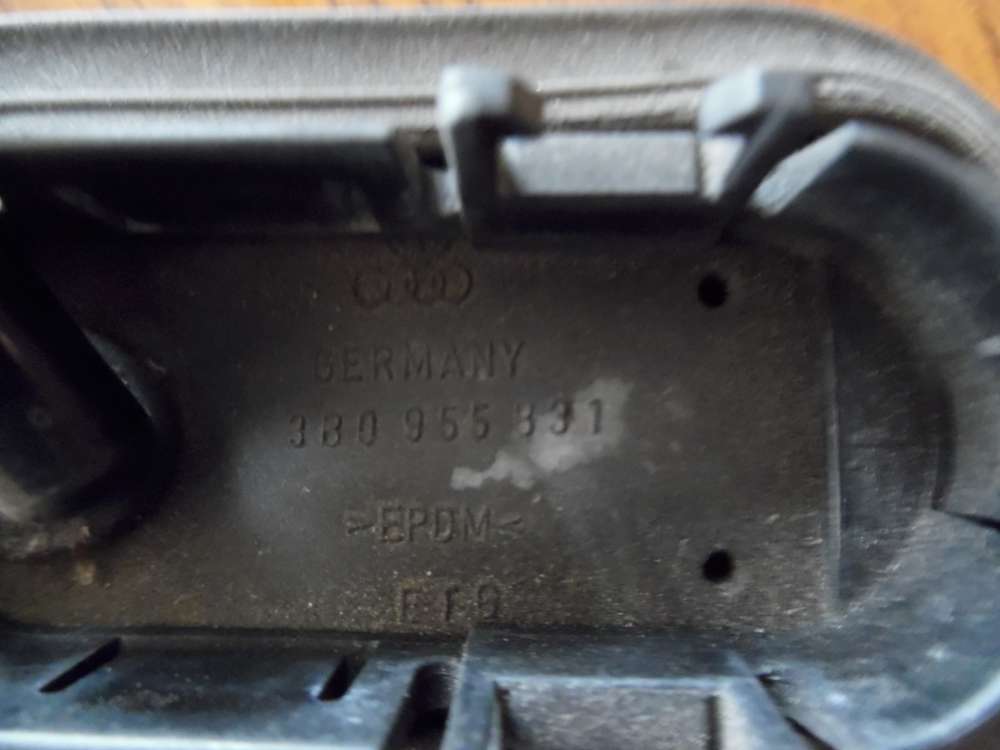 GERMANY
3B0 955 831
>EPDM<